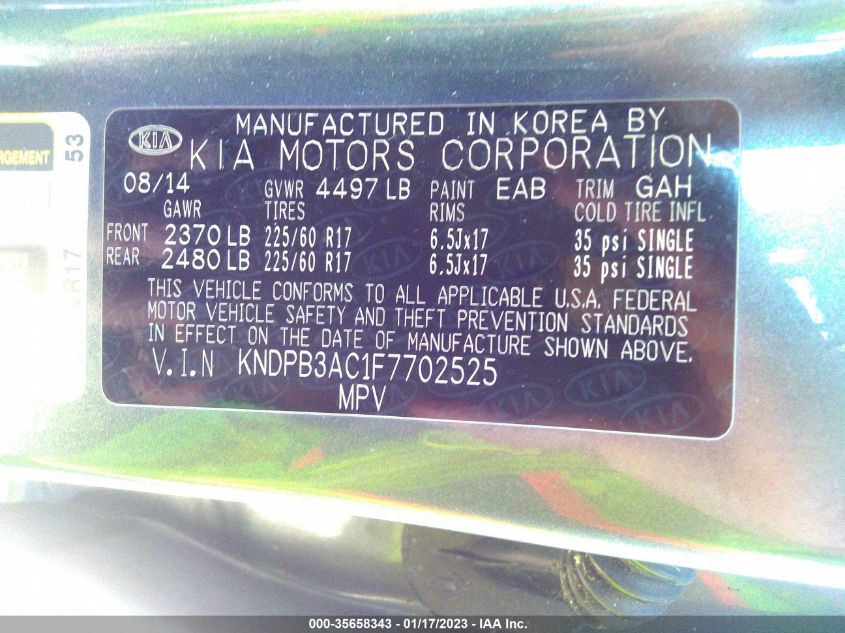 RGEMENT
53
JR17
KIA
MANUFACTURED IN KOREA BY
KIA MOTORS CORPORATION
08/14 GVWR 4497 LB PAINT EAB TRIM GAH
GAWR TIRES RIMS COLD TIRE INFL
FRONT 2370 LB 225/60 R17 6.5Jx17 35 psi SINGLE
REAR 2480 LB 225/60 R17 6.5Jx17 35 psi SINGLE
THIS VEHICLE CONFORMS TO ALL APPLICABLE U.S.A. FEDERAL
MOTOR VEHICLE SAFETY AND THEFT PREVENTION STANDARDS
IN EFFECT ON THE DATE OF MANUFACTURE SHOWN ABOVE.
V.I.N KNDPB3AC1F7702525
MPV
000-35658343 — 01/17/2023 — IAA Inc.